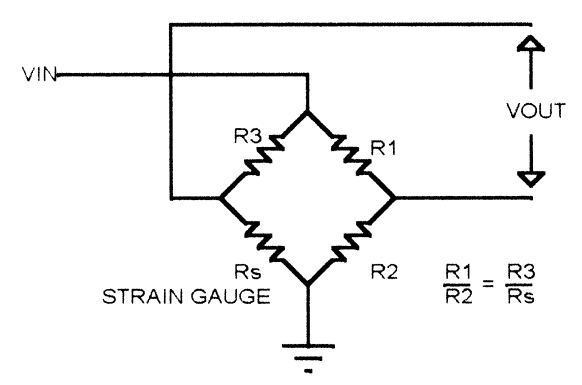 VIN
VOUT
R3
R1
Rs
R2
STRAIN GAUGE
R1/R2 = R3/Rs